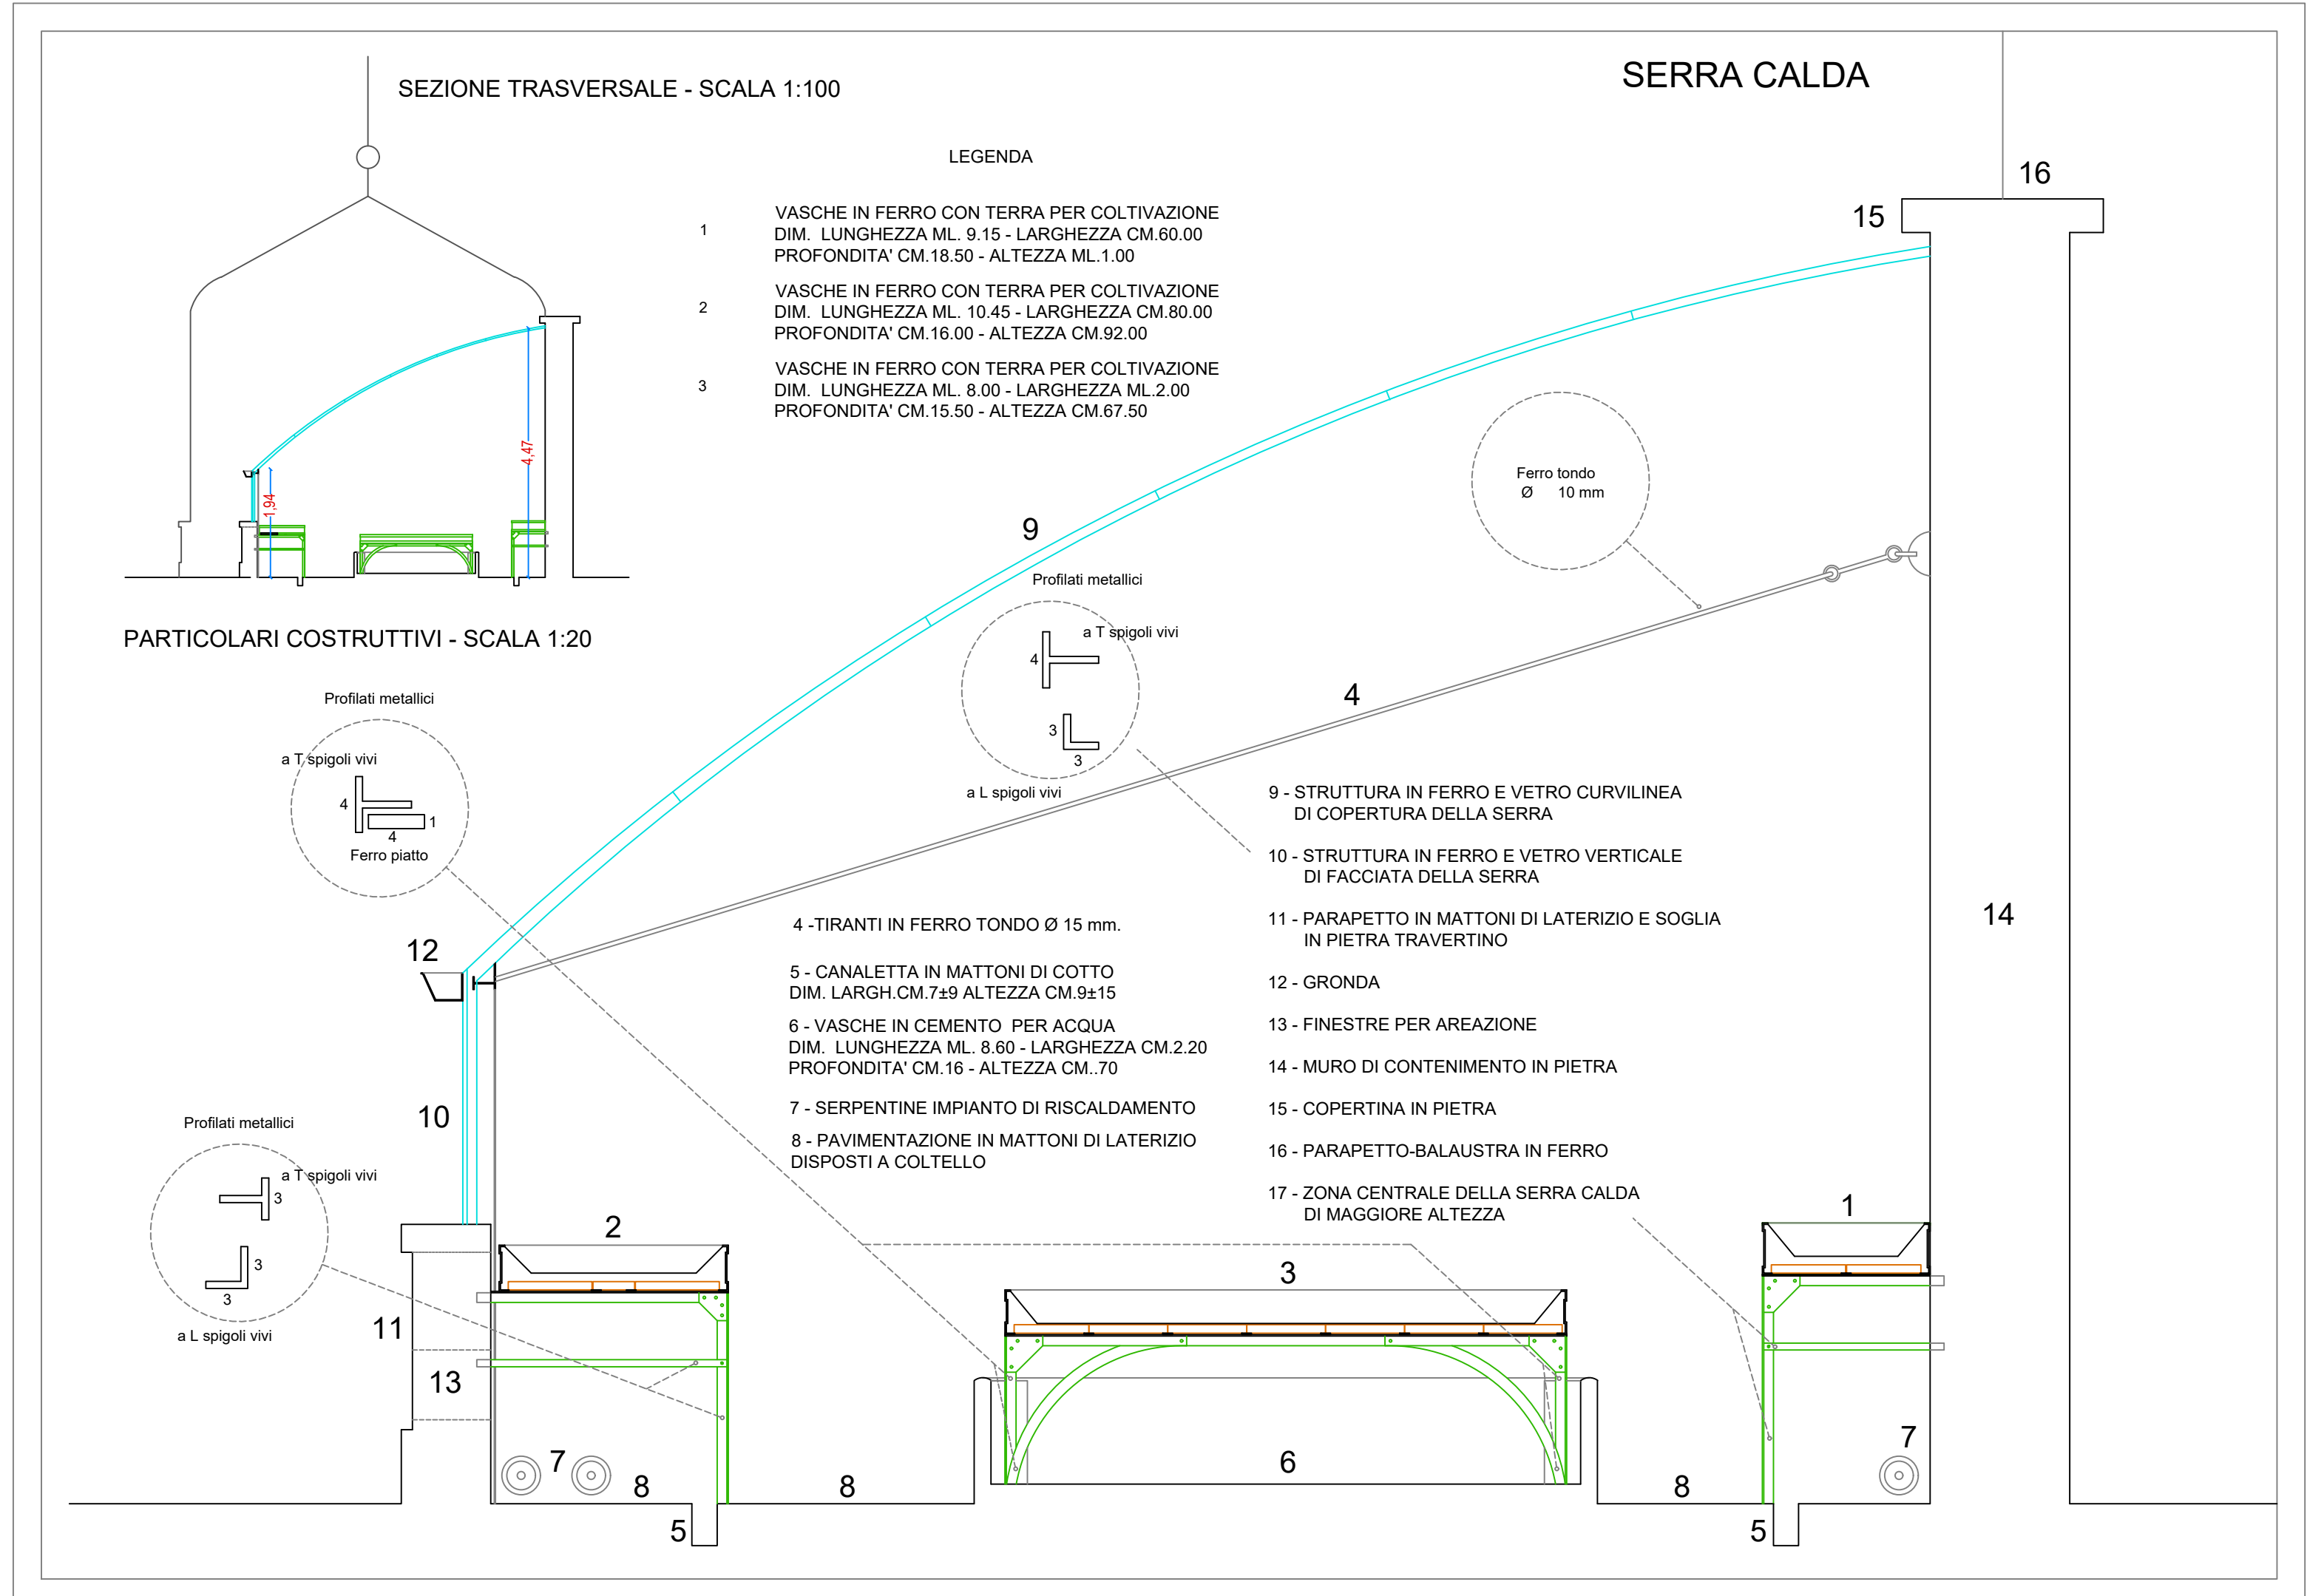 SERRA CALDA
SEZIONE TRASVERSALE - SCALA 1:100
LEGENDA
1
VASCHE IN FERRO CON TERRA PER COLTIVAZIONE
DIM. LUNGHEZZA ML. 9.15 - LARGHEZZA CM.60.00
PROFONDITA' CM.18.50 - ALTEZZA ML.1.00
2
VASCHE IN FERRO CON TERRA PER COLTIVAZIONE
DIM. LUNGHEZZA ML. 10.45 - LARGHEZZA CM.80.00
PROFONDITA' CM.16.00 - ALTEZZA CM.92.00
3
VASCHE IN FERRO CON TERRA PER COLTIVAZIONE
DIM. LUNGHEZZA ML. 8.00 - LARGHEZZA ML.2.00
PROFONDITA' CM.15.50 - ALTEZZA CM.67.50
16
15
1,94
4,47
Ferro tondo
Ø 10 mm
9
Profilati metallici
a T spigoli vivi
4
3
3
a L spigoli vivi
4
PARTICOLARI COSTRUTTIVI - SCALA 1:20
Profilati metallici
a T spigoli vivi
4
1
4
Ferro piatto
12
4 -TIRANTI IN FERRO TONDO Ø 15 mm.
5 - CANALETTA IN MATTONI DI COTTO
DIM. LARGH.CM.7±9 ALTEZZA CM.9±15
6 - VASCHE IN CEMENTO PER ACQUA
DIM. LUNGHEZZA ML. 8.60 - LARGHEZZA CM.2.20
PROFONDITA' CM.16 - ALTEZZA CM..70
7 - SERPENTINE IMPIANTO DI RISCALDAMENTO
8 - PAVIMENTAZIONE IN MATTONI DI LATERIZIO
DISPOSTI A COLTELLO
9 - STRUTTURA IN FERRO E VETRO CURVILINEA
DI COPERTURA DELLA SERRA
10 - STRUTTURA IN FERRO E VETRO VERTICALE
DI FACCIATA DELLA SERRA
11 - PARAPETTO IN MATTONI DI LATERIZIO E SOGLIA
IN PIETRA TRAVERTINO
12 - GRONDA
13 - FINESTRE PER AREAZIONE
14 - MURO DI CONTENIMENTO IN PIETRA
15 - COPERTINA IN PIETRA
16 - PARAPETTO-BALAUSTRA IN FERRO
17 - ZONA CENTRALE DELLA SERRA CALDA
DI MAGGIORE ALTEZZA
14
10
Profilati metallici
a T spigoli vivi
3
3
3
a L spigoli vivi
2
3
1
11
13
7
8
8
6
8
7
5
5